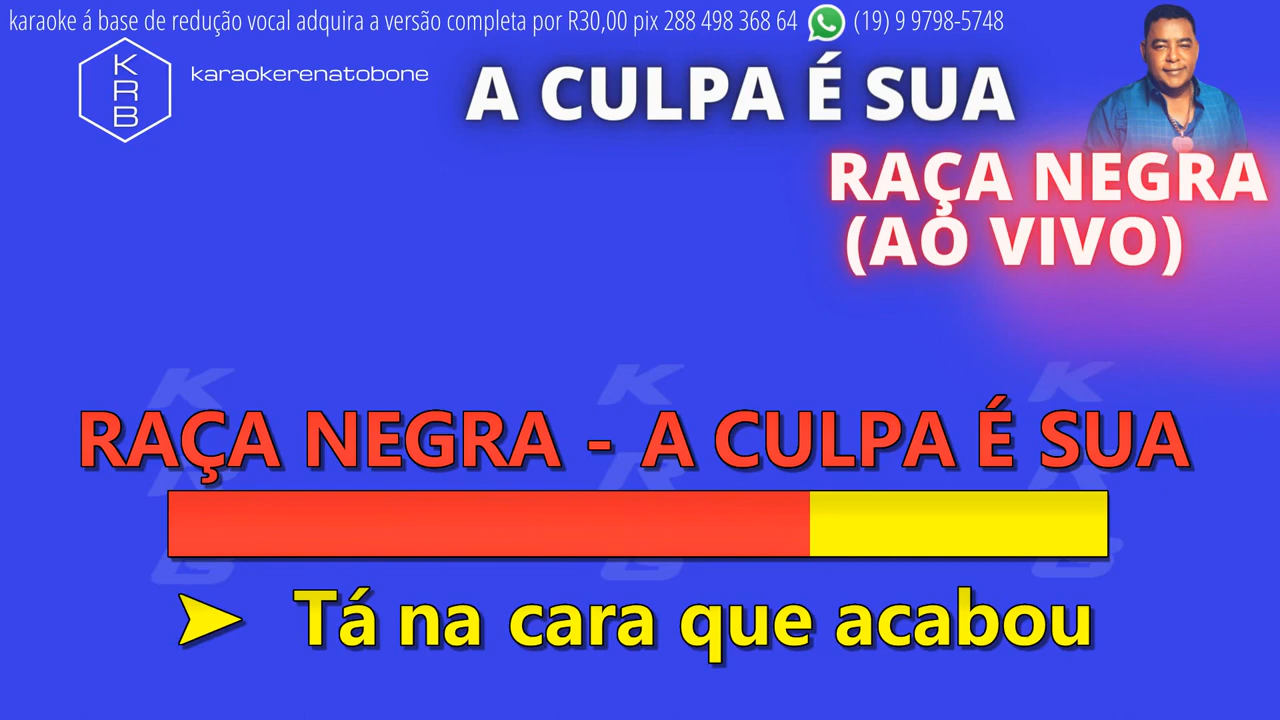 karaoke á base de redução vocal adquira a versão completa por R30,00 pix 288 498 368 64 (19) 9 9798-5748
KRB
karaokerenatobone
A CULPA É SUA
RAÇA NEGRA
(AO VIVO)
K K K
RAÇA NEGRA - A CULPA É SUA
R R R
B B B
➤ Tá na cara que acabou